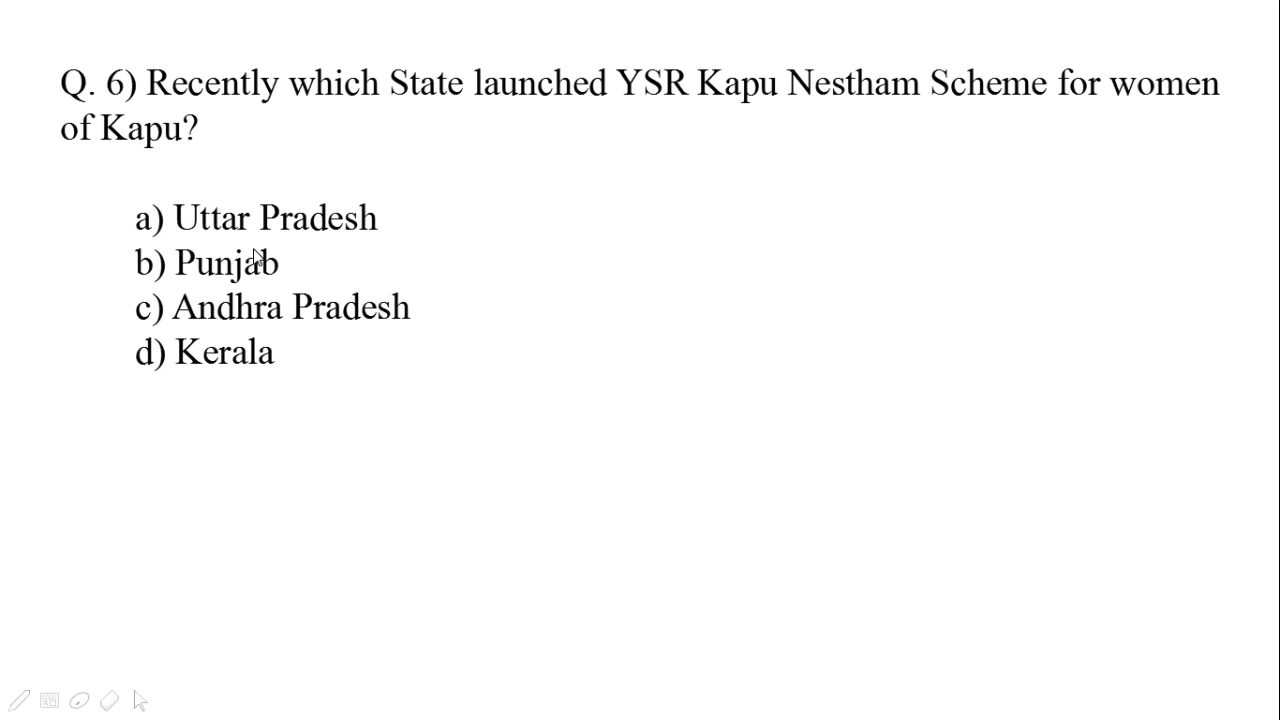 Q. 6) Recently which State launched YSR Kapu Nestham Scheme for women
of Kapu?
a) Uttar Pradesh
b) Punjab
c) Andhra Pradesh
d) Kerala